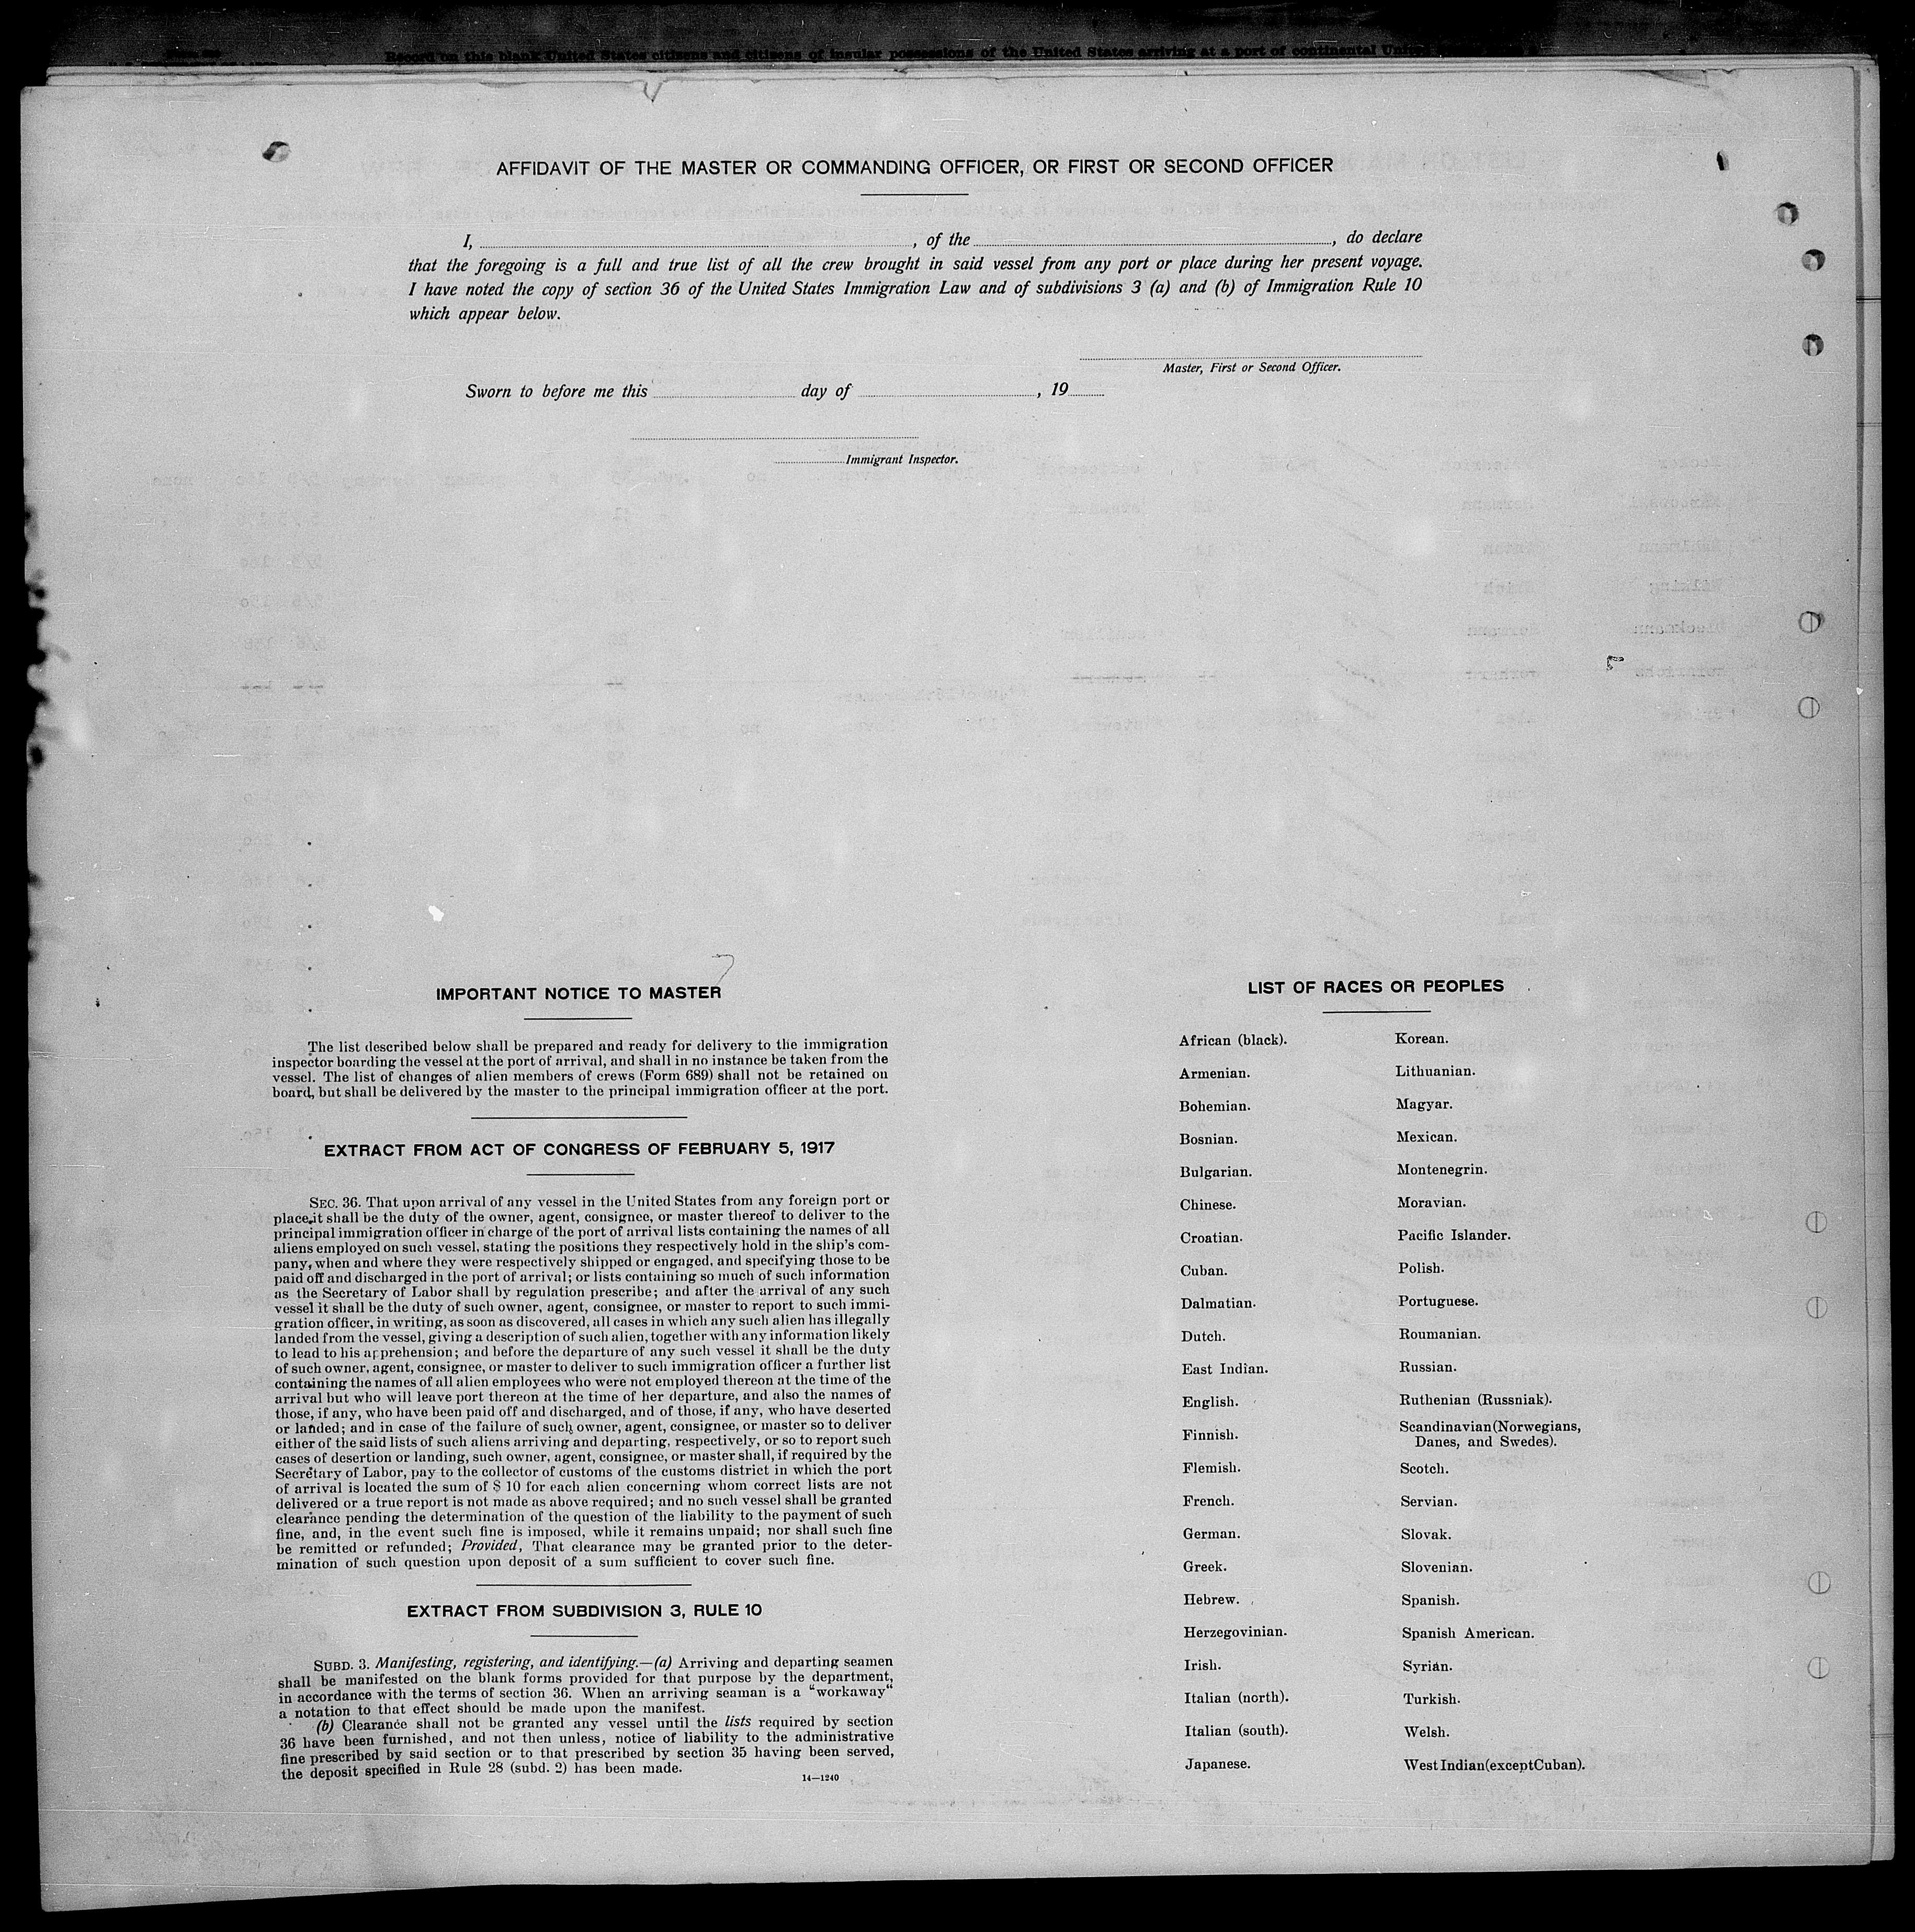 Record on this blank United States citizens and citizens of insular possessions of the United States arriving at a port of continental
AFFIDAVIT OF THE MASTER OR COMMANDING OFFICER, OR FIRST OR SECOND OFFICER
I, , of the , do declare
that the foregoing is a full and true list of all the crew brought in said vessel from any port or place during her present voyage.
I have noted the copy of section 36 of the United States Immigration Law and of subdivisions 3 (a) and (b) of Immigration Rule 10
which appear below.
Master, First or Second Officer.
Sworn to before me this day of , 19
Immigrant Inspector.
IMPORTANT NOTICE TO MASTER
The list described below shall be prepared and ready for delivery to the immigration
inspector boarding the vessel at the port of arrival, and shall in no instance be taken from the
vessel. The list of changes of alien members of crews (Form 689) shall not be retained on
board, but shall be delivered by the master to the principal immigration officer at the port.
EXTRACT FROM ACT OF CONGRESS OF FEBRUARY 5, 1917
SEC. 36. That upon arrival of any vessel in the United States from any foreign port or
place it shall be the duty of the owner, agent, consignee, or master thereof to deliver to the
principal immigration officer in charge of the port of arrival lists containing the names of all
aliens employed on such vessel, stating the positions they respectively hold in the ship's com-
pany, when and where they were respectively shipped or engaged, and specifying those to be
paid off and discharged in the port of arrival; or lists containing so much of such information
as the Secretary of Labor shall by regulation prescribe; and after the arrival of any such
vessel it shall be the duty of such owner, agent, consignee, or master to report to such immi-
gration officer, in writing, as soon as discovered, all cases in which any such alien has illegally
landed from the vessel, giving a description of such alien, together with any information likely
to lead to his apprehension; and before the departure of any such vessel it shall be the duty
of such owner, agent, consignee, or master to deliver to such immigration officer a further list
containing the names of all alien employees who were not employed thereon at the time of the
arrival but who will leave port thereon at the time of her departure, and also the names of
those, if any, who have been paid off and discharged, and of those, if any, who have deserted
or landed; and in case of the failure of such owner, agent, consignee, or master so to deliver
either of the said lists of such aliens arriving and departing, respectively, or so to report such
cases of desertion or landing, such owner, agent, consignee, or master shall, if required by the
Secretary of Labor, pay to the collector of customs of the customs district in which the port
of arrival is located the sum of $ 10 for each alien concerning whom correct lists are not
delivered or a true report is not made as above required; and no such vessel shall be granted
clearance pending the determination of the question of the liability to the payment of such
fine, and, in the event such fine is imposed, while it remains unpaid; nor shall such fine
be remitted or refunded; Provided, That clearance may be granted prior to the deter-
mination of such question upon deposit of a sum sufficient to cover such fine.
EXTRACT FROM SUBDIVISION 3, RULE 10
SUBD. 3. Manifesting, registering, and identifying.—(a) Arriving and departing seamen
shall be manifested on the blank forms provided for that purpose by the department,
in accordance with the terms of section 36. When an arriving seaman is a "workaway"
a notation to that effect should be made upon the manifest.
(b) Clearance shall not be granted any vessel until the lists required by section
36 have been furnished, and not then unless, notice of liability to the administrative
fine prescribed by said section or to that prescribed by section 35 having been served,
the deposit specified in Rule 28 (subd. 2) has been made.
14—1240
LIST OF RACES OR PEOPLES
African (black).
Armenian.
Bohemian.
Bosnian.
Bulgarian.
Chinese.
Croatian.
Cuban.
Dalmatian.
Dutch.
East Indian.
English.
Finnish.
Flemish.
French.
German.
Greek.
Hebrew.
Herzegovinian.
Irish.
Italian (north).
Italian (south).
Japanese.
Korean.
Lithuanian.
Magyar.
Mexican.
Montenegrin.
Moravian.
Pacific Islander.
Polish.
Portuguese.
Roumanian.
Russian.
Ruthenian (Russniak).
Scandinavian(Norwegians,
Danes, and Swedes).
Scotch.
Servian.
Slovak.
Slovenian.
Spanish.
Spanish American.
Syrian.
Turkish.
Welsh.
West Indian(except Cuban).